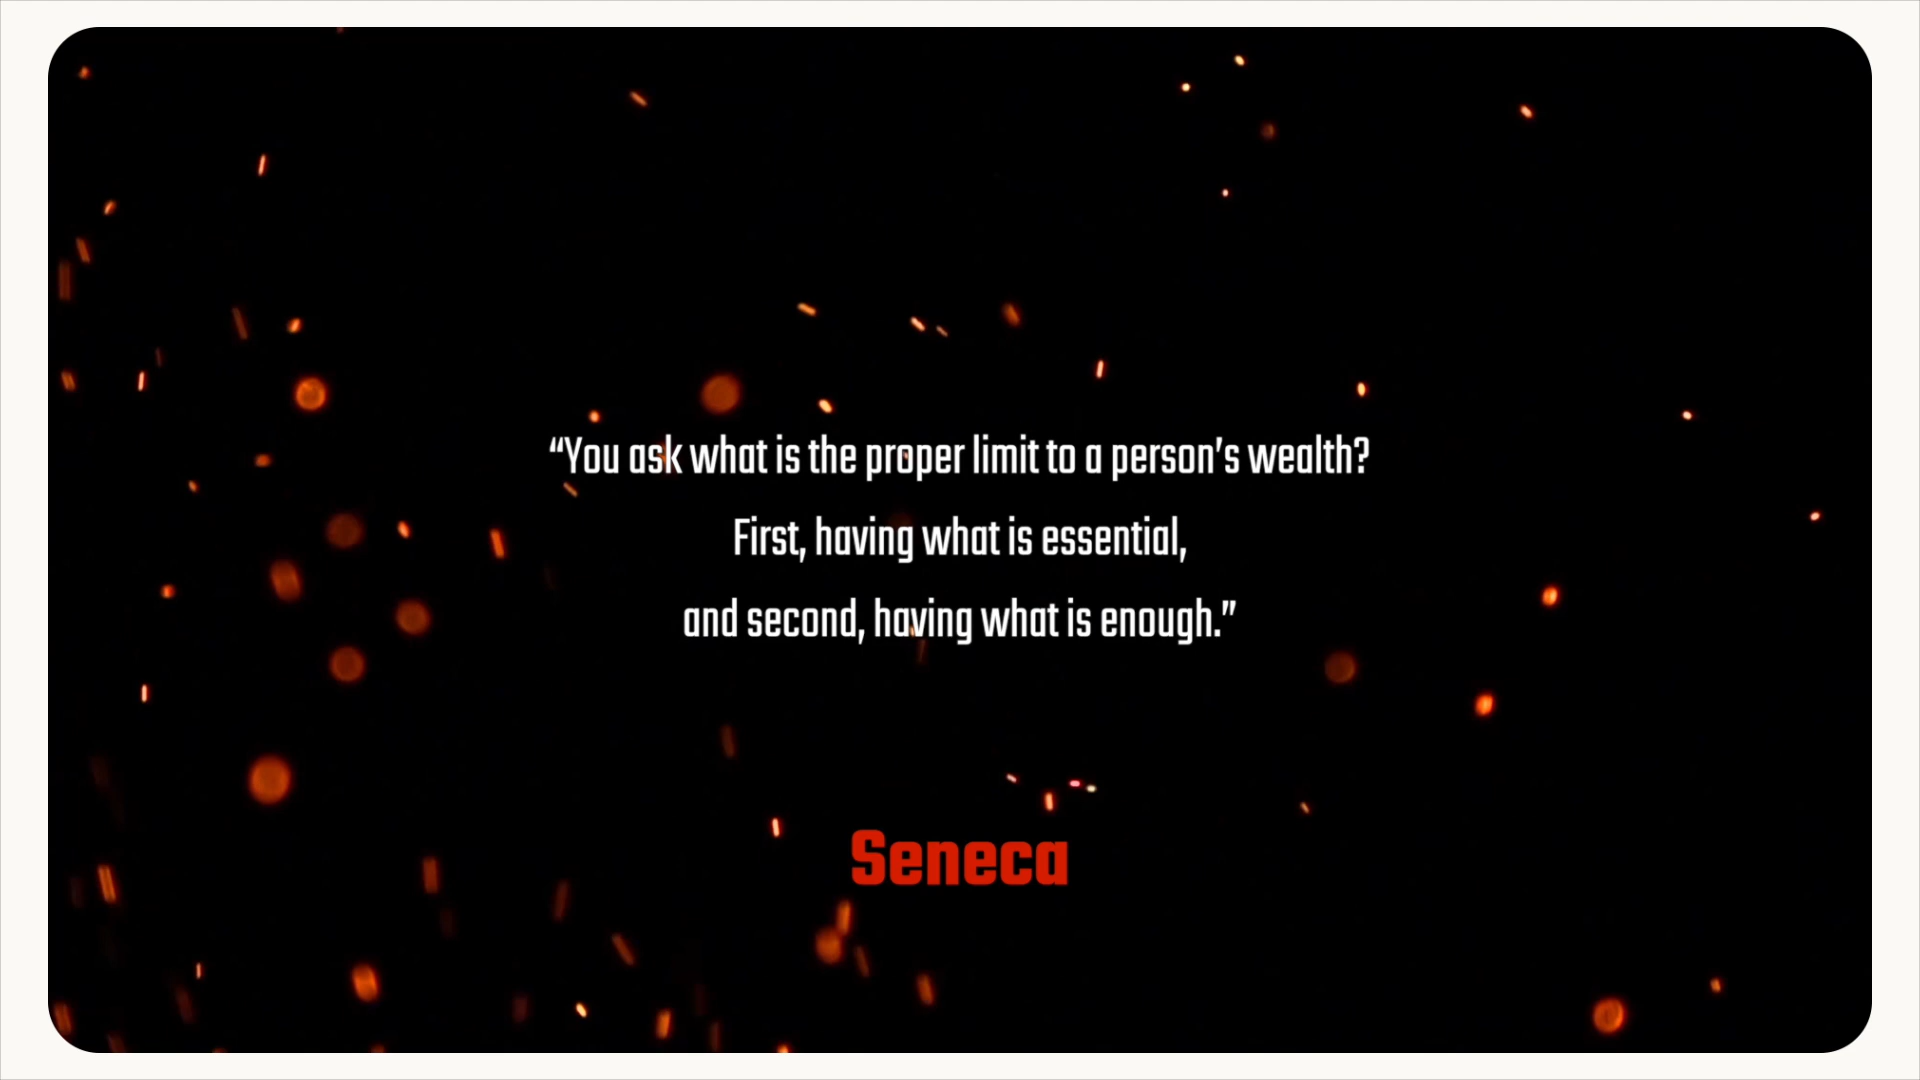 “You ask what is the proper limit to a person’s wealth?
First, having what is essential,
and second, having what is enough.”
Seneca